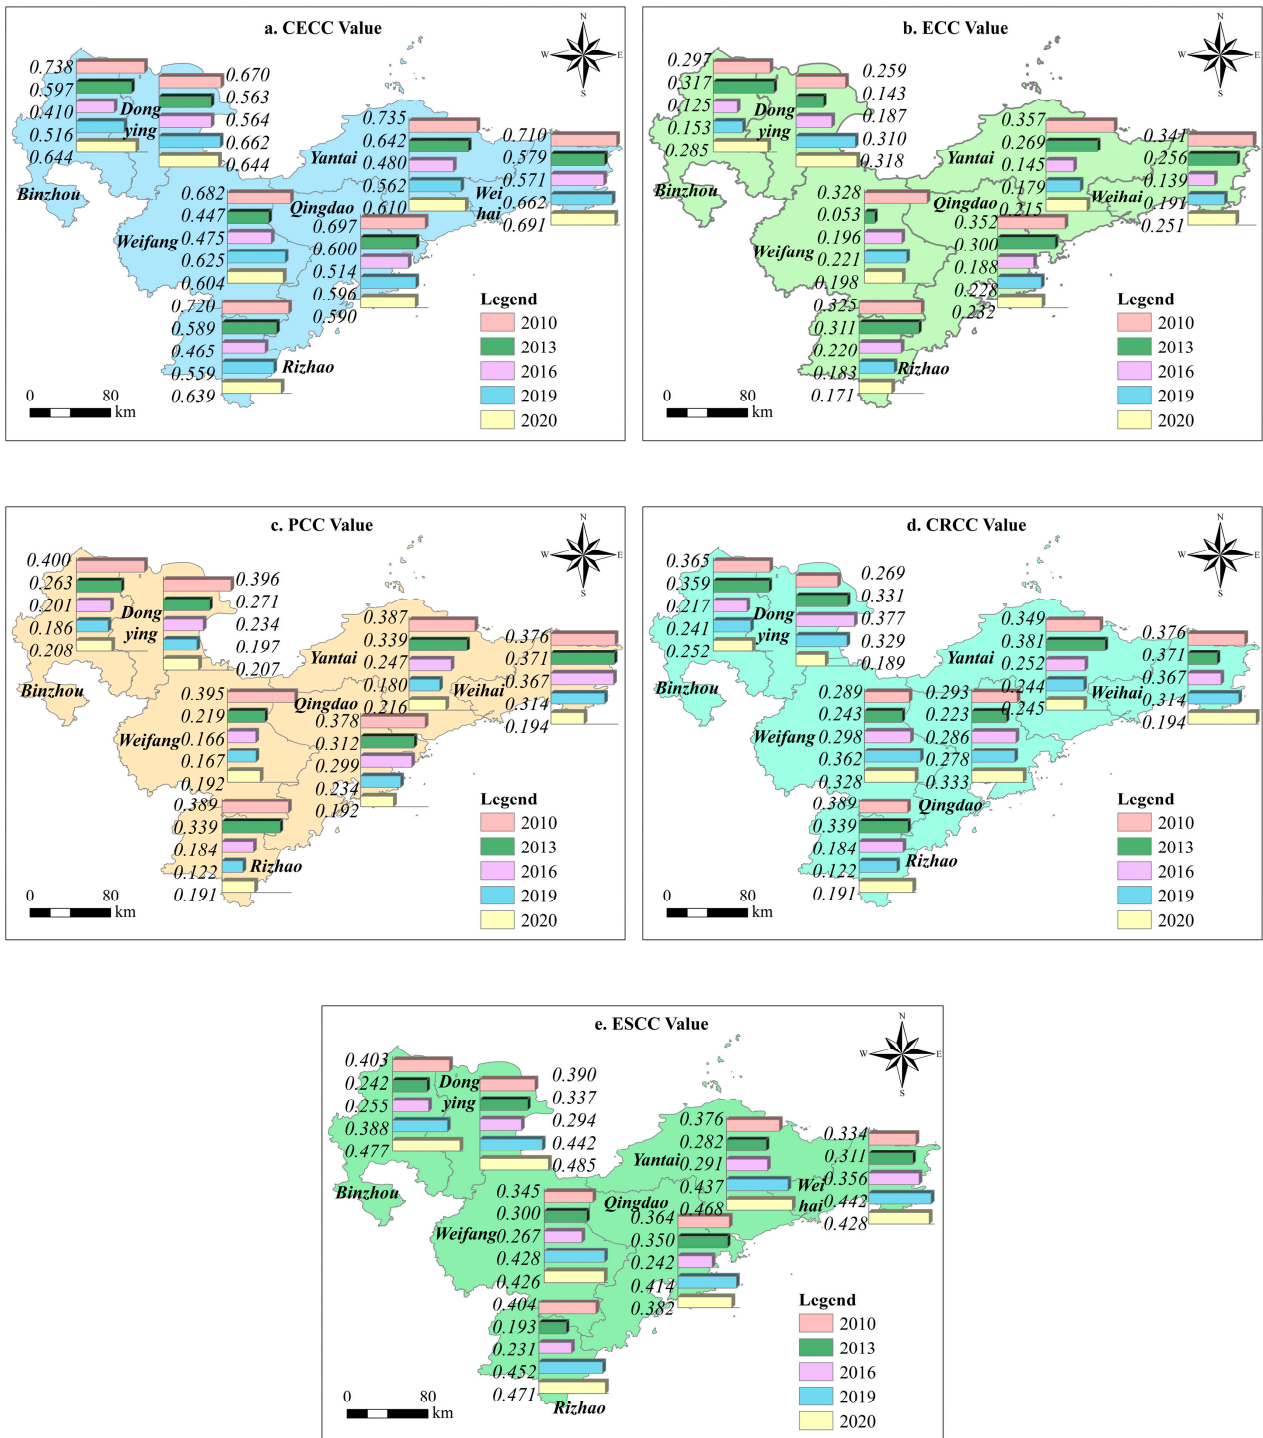 a. CECC Value
N
W
E
S
0.738
0.597
0.410
0.516
0.644
Dong
ying
0.670
0.563
0.564
0.662
0.644
Binzhou
0.735
0.642
0.480
0.562
0.610
Yantai
0.710
0.579
0.571
0.662
0.691
Wei
hai
0.682
0.447
0.475
0.625
0.604
Weifang
Qingdao
0.697
0.600
0.514
0.596
0.590
0.720
0.589
0.465
0.559
0.639
Rizhao
Legend
2010
2013
2016
2019
2020
0
80
km
b. ECC Value
N
W
E
S
0.297
0.317
0.125
0.153
0.285
Dong
ying
0.259
0.143
0.187
0.310
0.318
Binzhou
0.357
0.269
0.145
0.179
0.215
Yantai
0.341
0.256
0.139
0.191
0.251
Weihai
0.328
0.053
0.196
0.221
0.198
Weifang
Qingdao
0.352
0.300
0.188
0.228
0.232
0.325
0.311
0.220
0.183
0.171
Rizhao
Legend
2010
2013
2016
2019
2020
0
80
km
c. PCC Value
N
W
E
S
0.400
0.263
0.201
0.186
0.208
Dong
ying
0.396
0.271
0.234
0.197
0.207
Binzhou
0.387
0.339
0.247
0.180
0.216
Yantai
0.376
0.371
0.367
0.314
0.194
Weihai
0.395
0.219
0.166
0.167
0.192
Weifang
Qingdao
0.378
0.312
0.299
0.234
0.192
0.389
0.339
0.184
0.122
0.191
Rizhao
Legend
2010
2013
2016
2019
2020
0
80
km
d. CRCC Value
N
W
E
S
0.365
0.359
0.217
0.241
0.252
Dong
ying
0.269
0.331
0.377
0.329
0.189
Binzhou
0.349
0.381
0.252
0.244
0.245
Yantai
0.376
0.371
0.367
0.314
0.194
Weihai
0.289
0.243
0.298
0.362
0.328
Weifang
0.293
0.223
0.286
0.278
0.333
Qingdao
0.389
0.339
0.184
0.122
0.191
Rizhao
Legend
2010
2013
2016
2019
2020
0
80
km
e. ESCC Value
N
W
E
S
0.403
0.242
0.255
0.388
0.477
Dong
ying
0.390
0.337
0.294
0.442
0.485
Binzhou
0.376
0.282
0.291
0.437
0.468
Yantai
0.334
0.311
0.356
0.442
0.428
Wei
hai
0.345
0.300
0.267
0.428
0.426
Weifang
Qingdao
0.364
0.350
0.242
0.414
0.382
0.404
0.193
0.231
0.452
0.471
Rizhao
Legend
2010
2013
2016
2019
2020
0
80
km